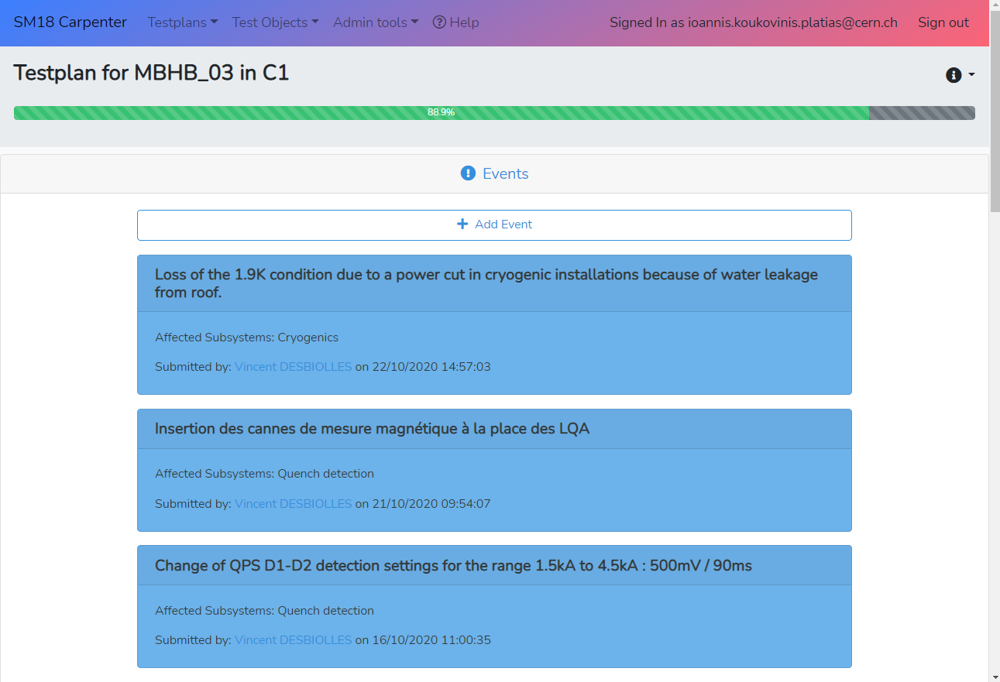 SM18 Carpenter Testplans Test Objects Admin tools Help Signed In as ioannis.koukovinis.platias@cern.ch Sign out
Testplan for MBHB_03 in C1
88.9%
Events
Add Event
Loss of the 1.9K condition due to a power cut in cryogenic installations because of water leakage
from roof.
Affected Subsystems: Cryogenics
Submitted by: Vincent DESBIOLLES on 22/10/2020 14:57:03
Insertion des cannes de mesure magnétique à la place des LQA
Affected Subsystems: Quench detection
Submitted by: Vincent DESBIOLLES on 21/10/2020 09:54:07
Change of QPS D1-D2 detection settings for the range 1.5kA to 4.5kA : 500mV / 90ms
Affected Subsystems: Quench detection
Submitted by: Vincent DESBIOLLES on 16/10/2020 11:00:35